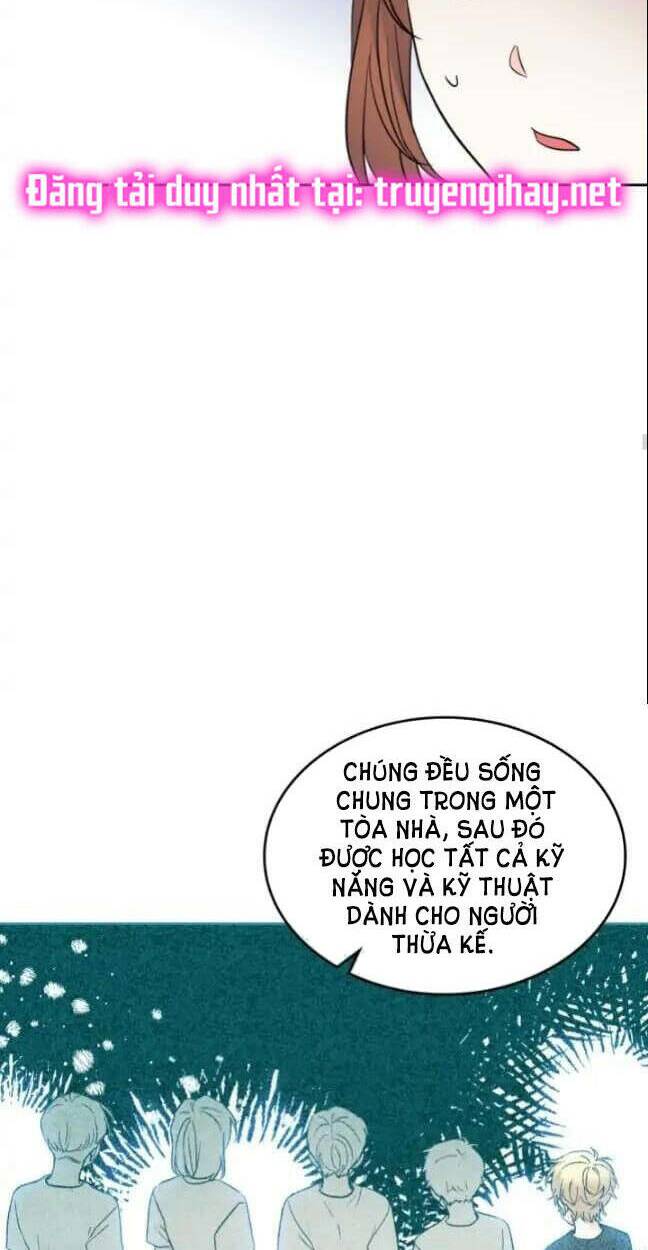 Đăng tải duy nhất tại: truyengihay.net
CHÚNG ĐỀU SỐNG
CHUNG TRONG MỘT
TÒA NHÀ, SAU ĐÓ
ĐƯỢC HỌC TẤT CẢ KỸ
NĂNG VÀ KỸ THUẬT
DÀNH CHO NGƯỜI
THỪA KẾ.